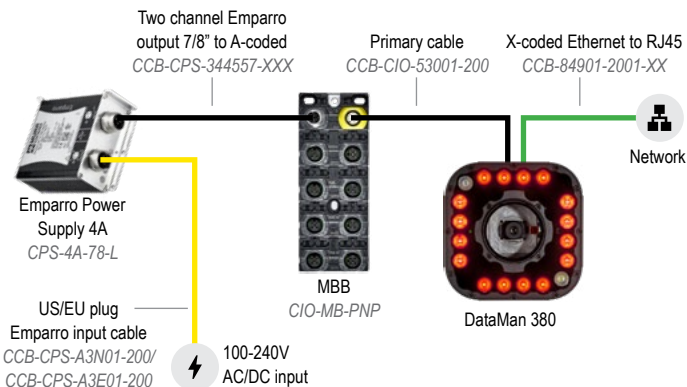 Two channel Emparro
output 7/8” to A-coded
CCB-CPS-344557-XXX
Primary cable
CCB-CIO-53001-200
X-coded Ethernet to RJ45
CCB-84901-2001-XX
Network
Emparro Power
Supply 4A
CPS-4A-78-L
MBB
CIO-MB-PNP
DataMan 380
US/EU plug
Emparro input cable
CCB-CPS-A3N01-200/
CCB-CPS-A3E01-200
100-240V
AC/DC input